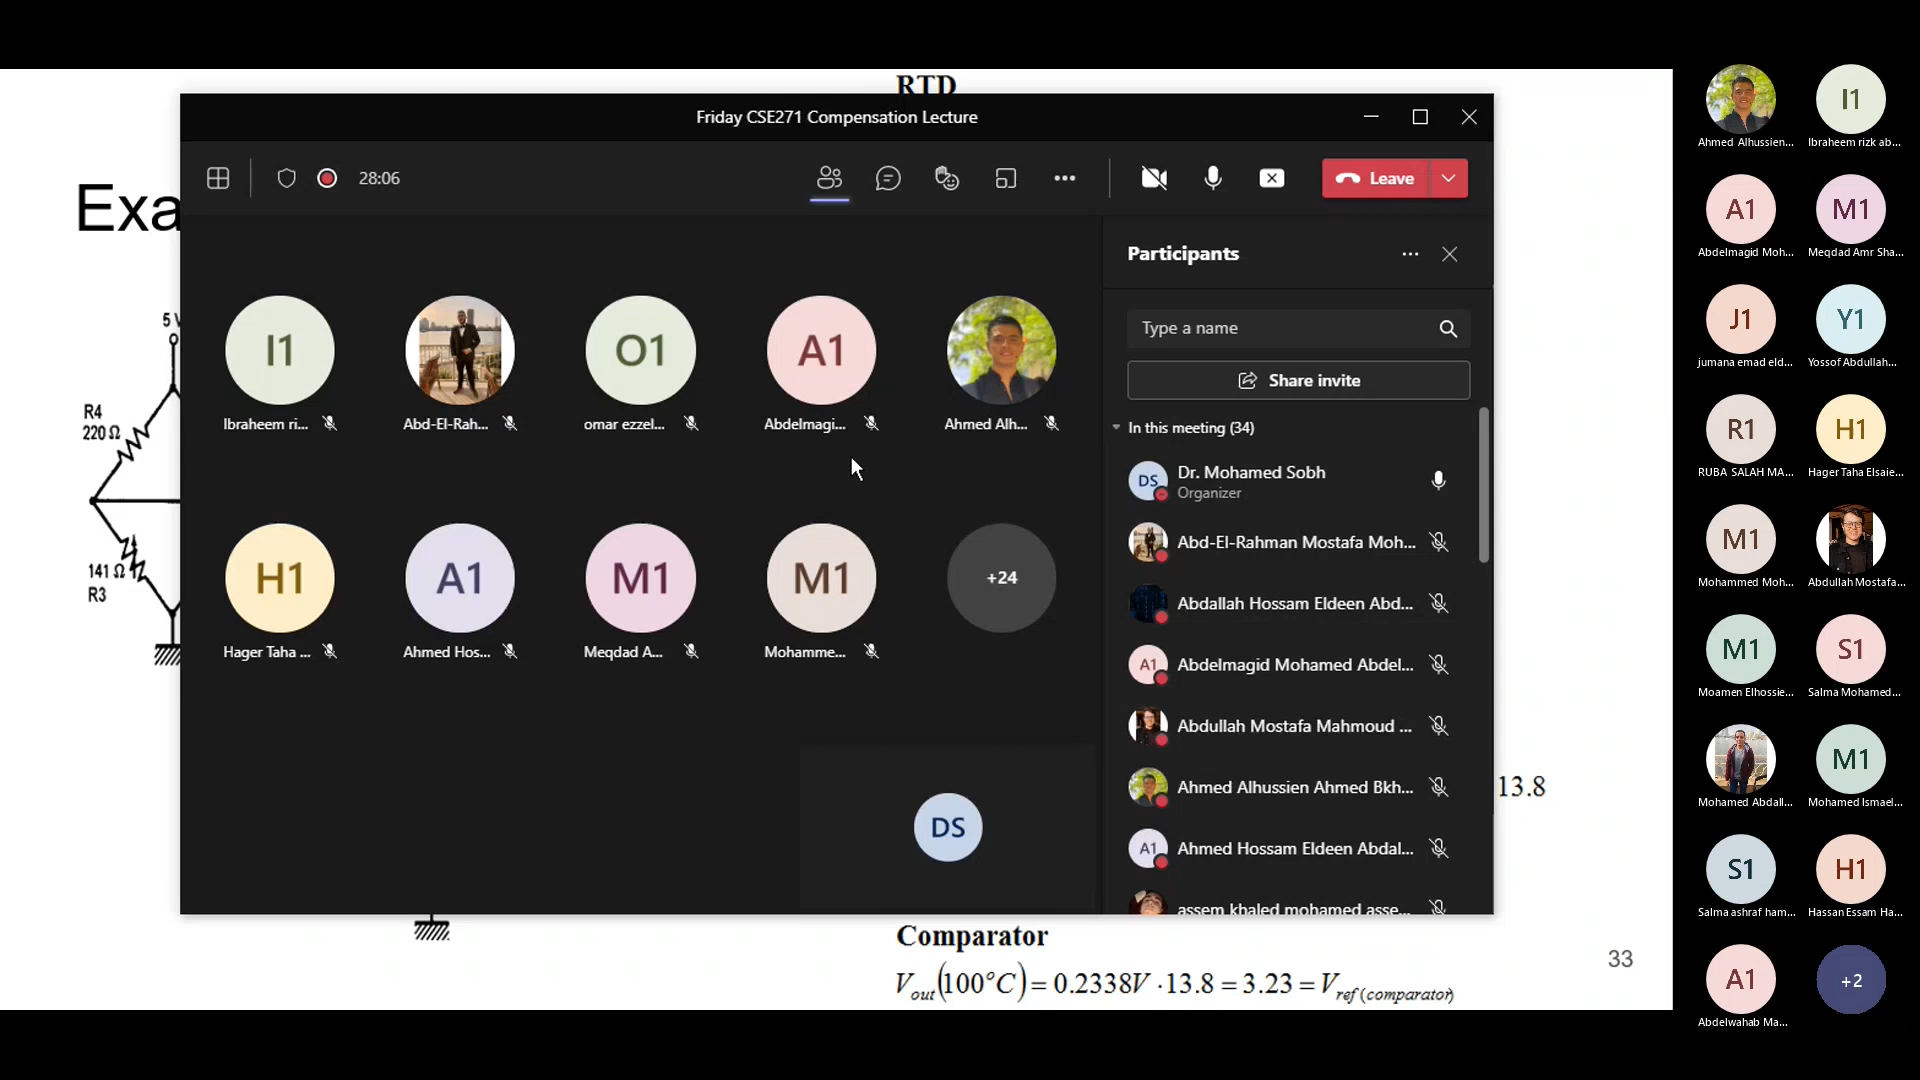 RTD
Exa
5 V
R4
220 Ω
141 Ω
R3
13.8
Comparator
Vout(100°C) = 0.2338V ·13.8 = 3.23 = Vref (comparator)
33
Friday CSE271 Compensation Lecture
28:06
Leave
I1
Ibraheem ri...
Abd-El-Rah...
O1
omar ezzel...
A1
Abdelmagi...
Ahmed Alh...
H1
Hager Taha ...
A1
Ahmed Hos...
M1
Meqdad A...
M1
Mohamme...
+24
DS
Participants
Type a name
Share invite
In this meeting (34)
DS
Dr. Mohamed Sobh
Organizer
Abd-El-Rahman Mostafa Moh...
Abdallah Hossam Eldeen Abd...
A1
Abdelmagid Mohamed Abdel...
Abdullah Mostafa Mahmoud ...
Ahmed Alhussien Ahmed Bkh...
A1
Ahmed Hossam Eldeen Abdal...
assem khaled mohamed asse...
Ahmed Alhussien...
I1
Ibraheem rizk ab...
A1
Abdelmagid Moh...
M1
Meqdad Amr Sha...
J1
jumana emad eld...
Y1
Yossof Abdullah...
R1
RUBA SALAH MA...
H1
Hager Taha Elsaie...
M1
Mohammed Moh...
Abdullah Mostafa...
M1
Moamen Elhossie...
S1
Salma Mohamed...
Mohamed Abdall...
M1
Mohamed Ismael...
S1
Salma ashraf ham...
H1
Hassan Essam Ha...
A1
Abdelwahab Ma...
+2